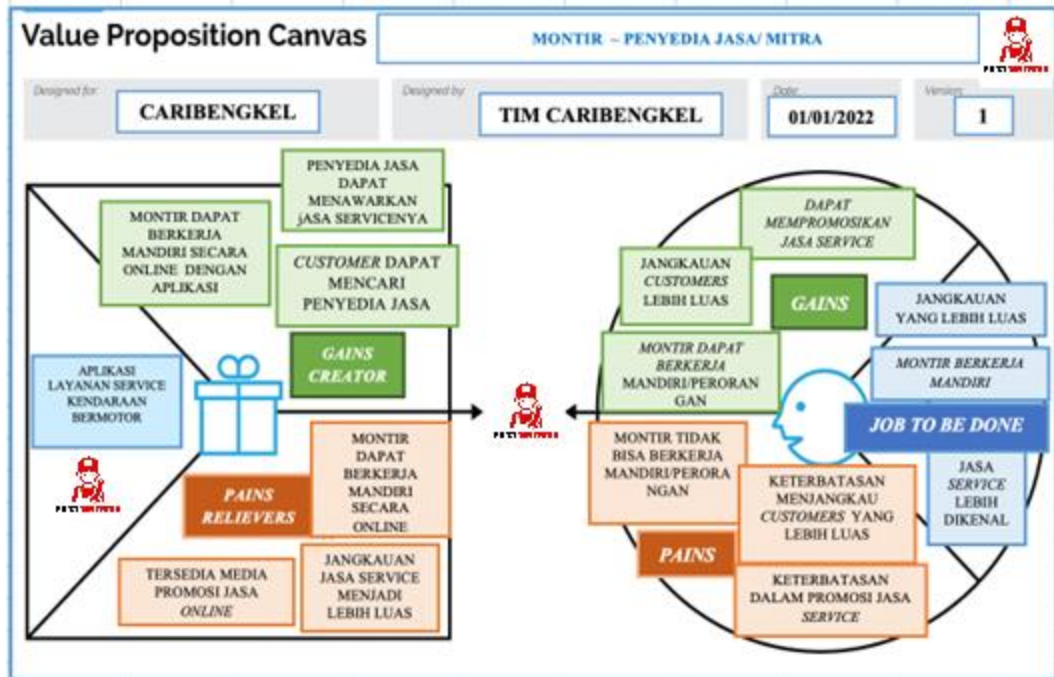 Value Proposition Canvas
MONTIR – PENYEDIA JASA/ MITRA
Designed for
CARIBENGKEL
Designed by
TIM CARIBENGKEL
Date
01/01/2022
Version
1
PENYEDIA JASA
DAPAT
MENAWARKAN
jASA SERVICENYA
MONTIR DAPAT
BERKERJA
MANDIRI SECARA
ONLINE DENGAN
APLIKASI
CUSTOMER DAPAT
MENCARI
PENYEDIA JASA
GAINS
CREATOR
APLIKASI
LAYANAN SERVICE
KENDARAAN
BERMOTOR
MONTIR
DAPAT
BERKERJA
MANDIRI
SECARA
ONLINE
PAINS
RELIEVERS
TERSEDIA MEDIA
PROMOSI JASA
ONLINE
JANGKAUAN
JASA SERVICE
MENJADI
LEBIH LUAS
DAPAT
MEMPROMOSIKAN
JASA SERVICE
JANGKAUAN
CUSTOMERS
LEBIH LUAS
GAINS
JANGKAUAN
YANG LEBIH LUAS
MONTIR DAPAT
BERKERJA
MANDIRI/PERORAN
GAN
MONTIR BERKERJA
MANDIRI
JOB TO BE DONE
MONTIR TIDAK
BISA BERKERJA
MANDIRI/PERORA
NGAN
KETERBATASAN
MENJANGKAU
CUSTOMERS YANG
LEBIH LUAS
JASA
SERVICE
LEBIH
DIKENAL
PAINS
KETERBATASAN
DALAM PROMOSI JASA
SERVICE